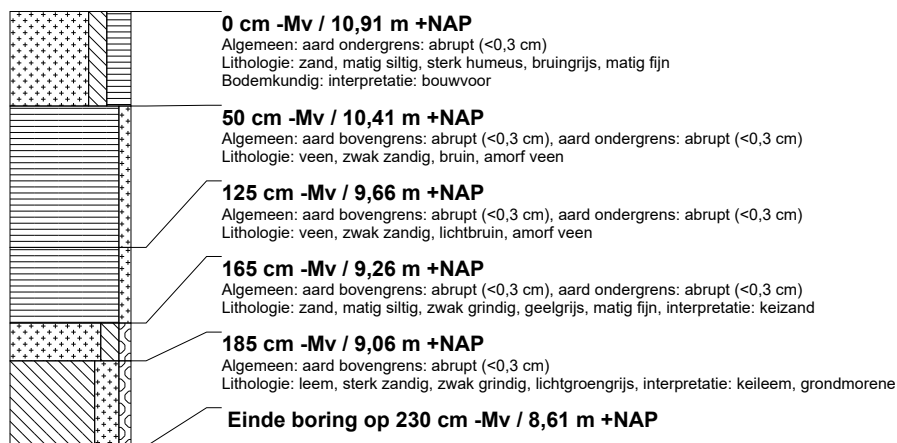 0 cm -Mv / 10,91 m +NAP
Algemeen: aard ondergrens: abrupt (<0,3 cm)
Lithologie: zand, matig siltig, sterk humeus, bruingrijs, matig fijn
Bodemkundig: interpretatie: bouwvoor
50 cm -Mv / 10,41 m +NAP
Algemeen: aard bovengrens: abrupt (<0,3 cm), aard ondergrens: abrupt (<0,3 cm)
Lithologie: veen, zwak zandig, bruin, amorf veen
125 cm -Mv / 9,66 m +NAP
Algemeen: aard bovengrens: abrupt (<0,3 cm), aard ondergrens: abrupt (<0,3 cm)
Lithologie: veen, zwak zandig, lichtbruin, amorf veen
165 cm -Mv / 9,26 m +NAP
Algemeen: aard bovengrens: abrupt (<0,3 cm), aard ondergrens: abrupt (<0,3 cm)
Lithologie: zand, matig siltig, zwak grindig, geelgrijs, matig fijn, interpretatie: keizand
185 cm -Mv / 9,06 m +NAP
Algemeen: aard bovengrens: abrupt (<0,3 cm)
Lithologie: leem, sterk zandig, zwak grindig, lichtgroengrijs, interpretatie: keileem, grondmorene
Einde boring op 230 cm -Mv / 8,61 m +NAP